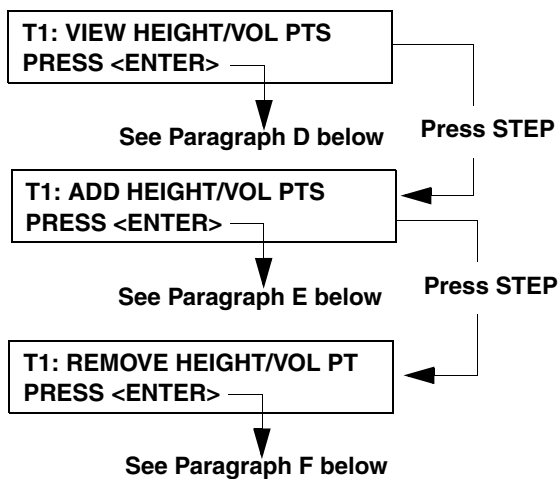 T1: VIEW HEIGHT/VOL PTS
PRESS <ENTER>
See Paragraph D below
Press STEP
T1: ADD HEIGHT/VOL PTS
PRESS <ENTER>
See Paragraph E below
Press STEP
T1: REMOVE HEIGHT/VOL PT
PRESS <ENTER>
See Paragraph F below